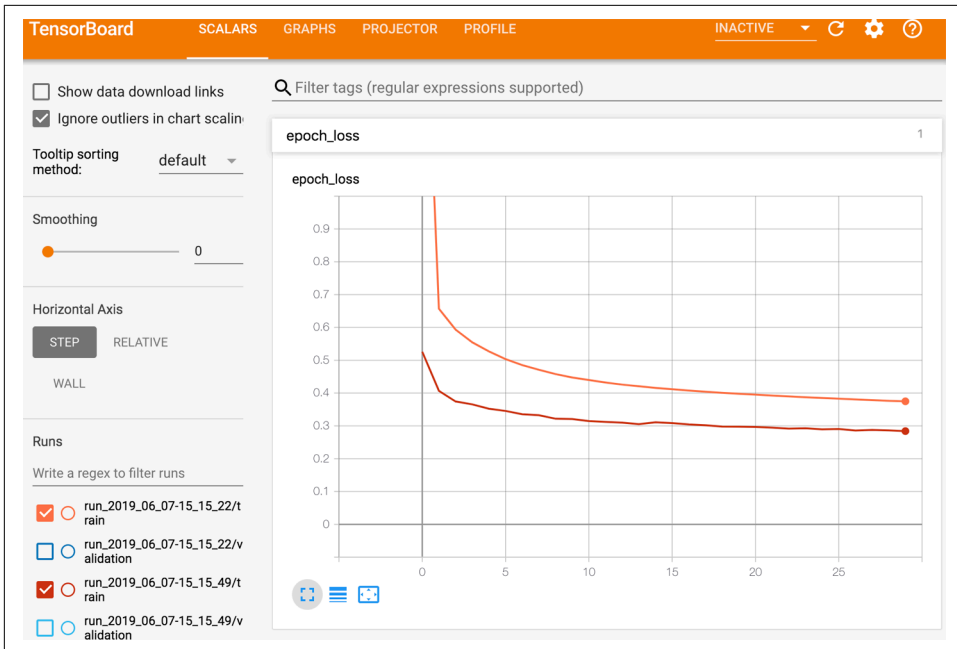 TensorBoard SCALARS GRAPHS PROJECTOR PROFILE INACTIVE
Show data download links
Ignore outliers in chart scalin
Tooltip sorting
method: default
Smoothing
0
Horizontal Axis
STEP RELATIVE
WALL
Runs
Write a regex to filter runs
run_2019_06_07-15_15_22/t
rain
run_2019_06_07-15_15_22/v
alidation
run_2019_06_07-15_15_49/t
rain
run_2019_06_07-15_15_49/v
alidation
Filter tags (regular expressions supported)
epoch_loss 1
epoch_loss
0.9
0.8
0.7
0.6
0.5
0.4
0.3
0.2
0.1
0
0 5 10 15 20 25